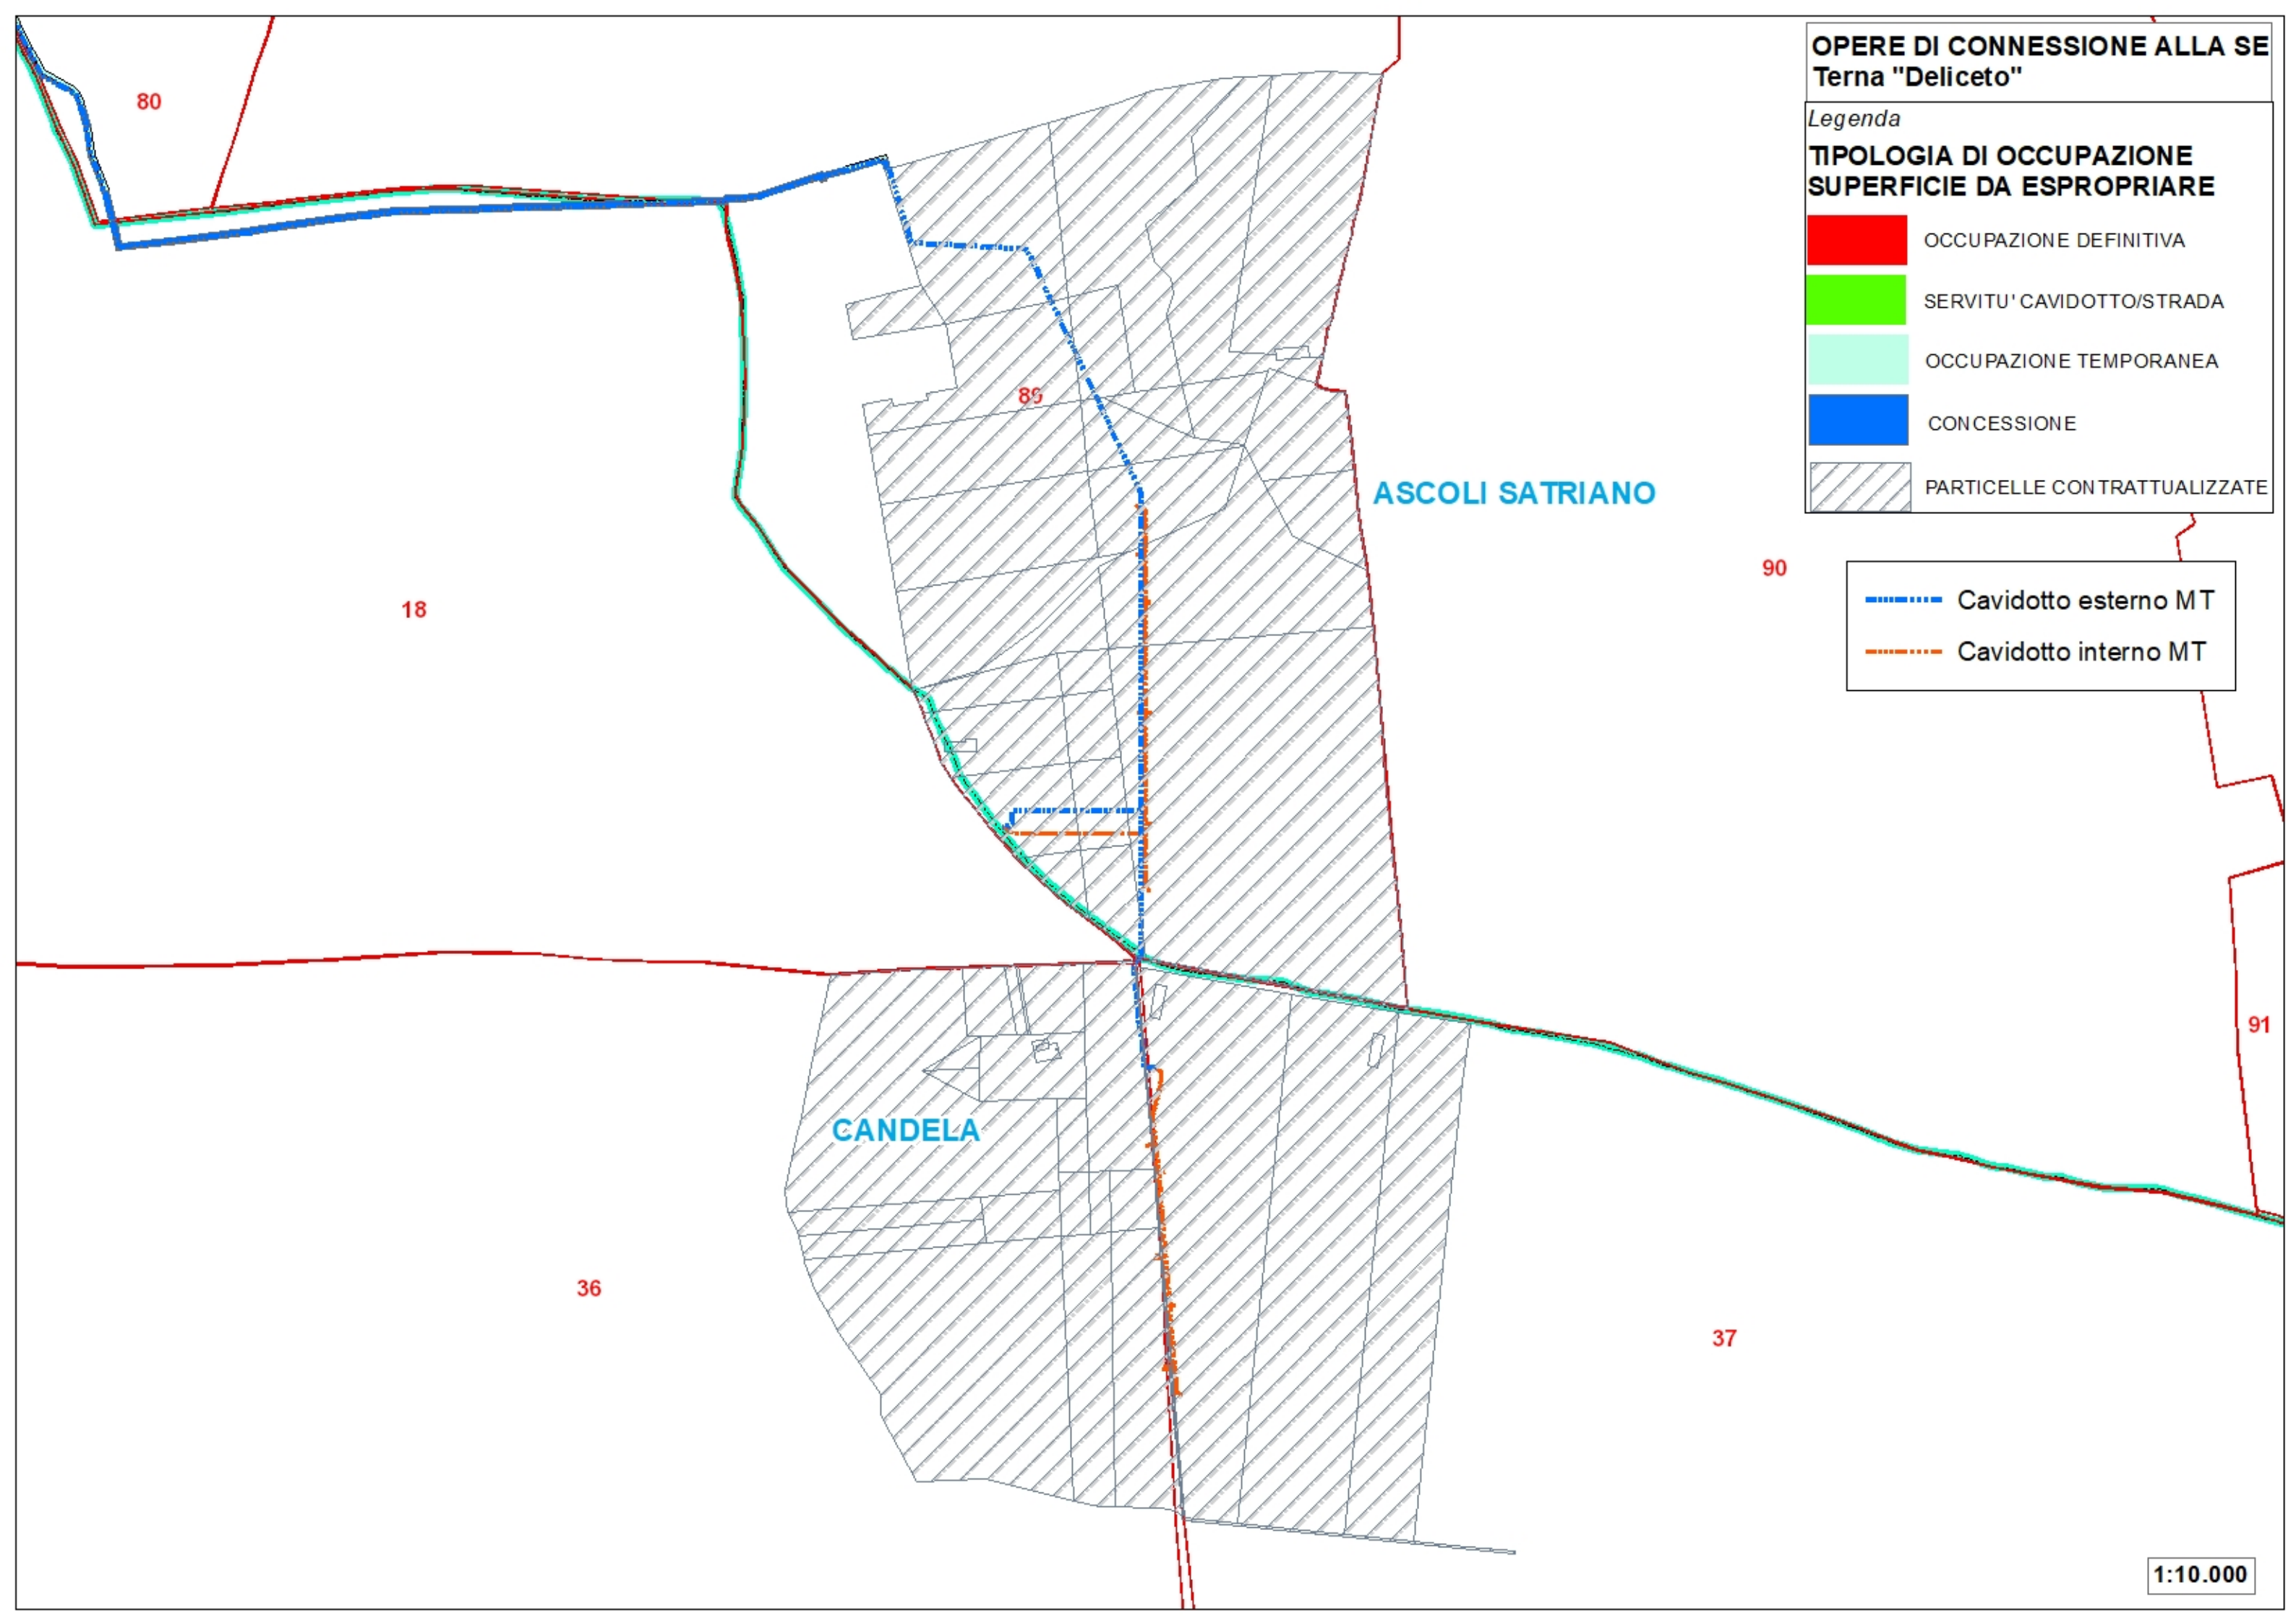 OPERE DI CONNESSIONE ALLA SE
Terna "Deliceto"
Legenda
TIPOLOGIA DI OCCUPAZIONE
SUPERFICIE DA ESPROPRIARE
OCCUPAZIONE DEFINITIVA
SERVITU' CAVIDOTTO/STRADA
OCCUPAZIONE TEMPORANEA
CONCESSIONE
PARTICELLE CONTRATTUALIZZATE
Cavidotto esterno MT
Cavidotto interno MT
80
89
ASCOLI SATRIANO
90
18
91
CANDELA
36
37
1:10.000